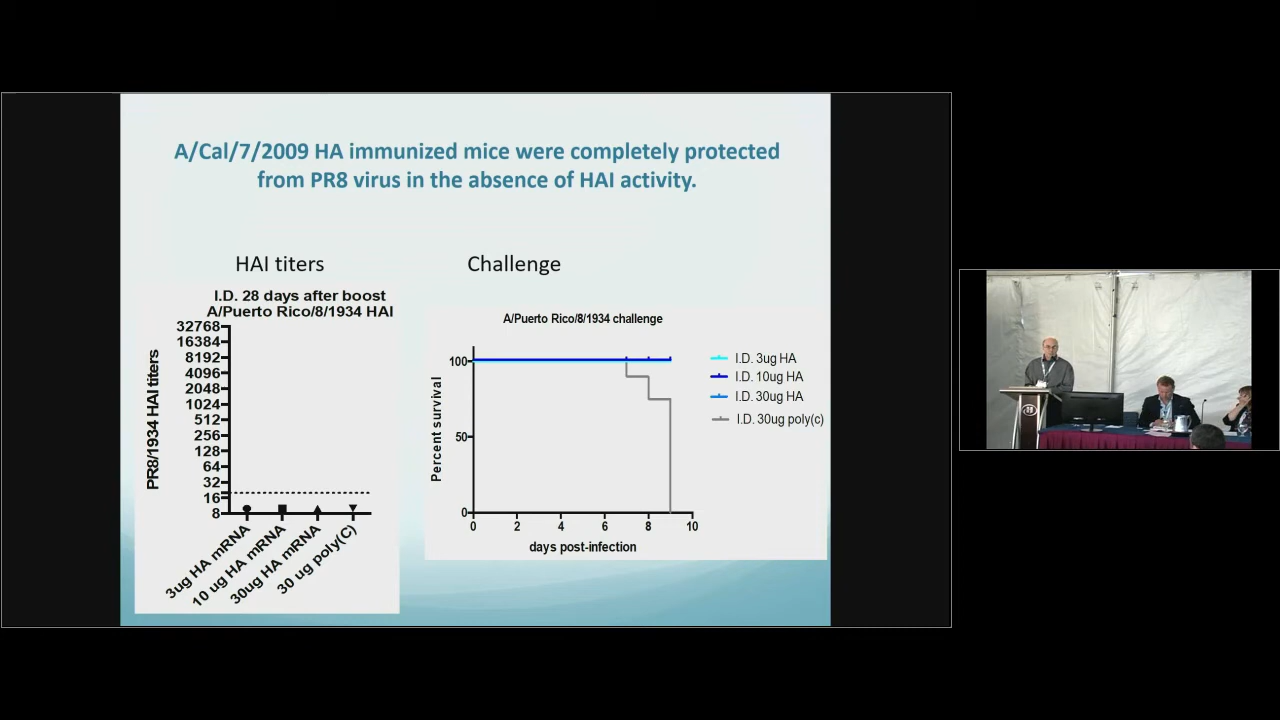 A/Cal/7/2009 HA immunized mice were completely protected
from PR8 virus in the absence of HAI activity.
HAI titers
I.D. 28 days after boost
A/Puerto Rico/8/1934 HAI
PR8/1934 HAI titers
32768
16384
8192
4096
2048
1024
512
256
128
64
32
16
8
3ug HA mRNA
10 ug HA mRNA
30ug HA mRNA
30 ug poly(C)
Challenge
A/Puerto Rico/8/1934 challenge
Percent survival
100
50
0
0 2 4 6 8 10
days post-infection
I.D. 3ug HA
I.D. 10ug HA
I.D. 30ug HA
I.D. 30ug poly(c)